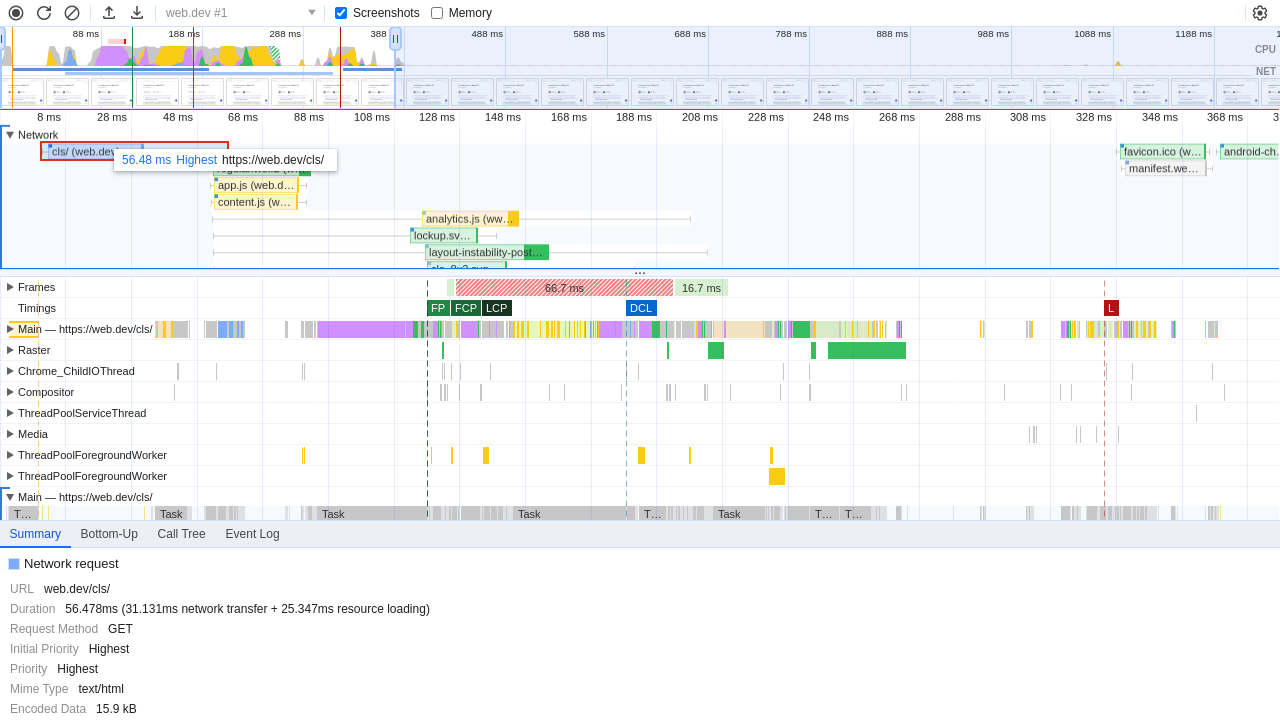 web.dev #1 Screenshots Memory
88 ms 188 ms 288 ms 388 488 ms 588 ms 688 ms 788 ms 888 ms 988 ms 1088 ms 1188 ms 1
CPU
NET
8 ms 28 ms 48 ms 68 ms 88 ms 108 ms 128 ms 148 ms 168 ms 188 ms 208 ms 228 ms 248 ms 268 ms 288 ms 308 ms 328 ms 348 ms 368 ms 3
Network
cls/ (web.dev favicon.ico (w… android-ch
56.48 ms Highest https://web.dev/cls/
manifest.we…
app.js (web.d…
content.js (w…
analytics.js (ww…
lockup.sv…
layout-instability-post…
...
Frames 66.7 ms 16.7 ms
Timings FP FCP LCP DCL L
Main — https://web.dev/cls/
Raster
Chrome_ChildIOThread
Compositor
ThreadPoolServiceThread
Media
ThreadPoolForegroundWorker
ThreadPoolForegroundWorker
Main — https://web.dev/cls/
T… Task Task Task T… Task T… T…
Summary Bottom-Up Call Tree Event Log
Network request
URL web.dev/cls/
Duration 56.478ms (31.131ms network transfer + 25.347ms resource loading)
Request Method GET
Initial Priority Highest
Priority Highest
Mime Type text/html
Encoded Data 15.9 kB